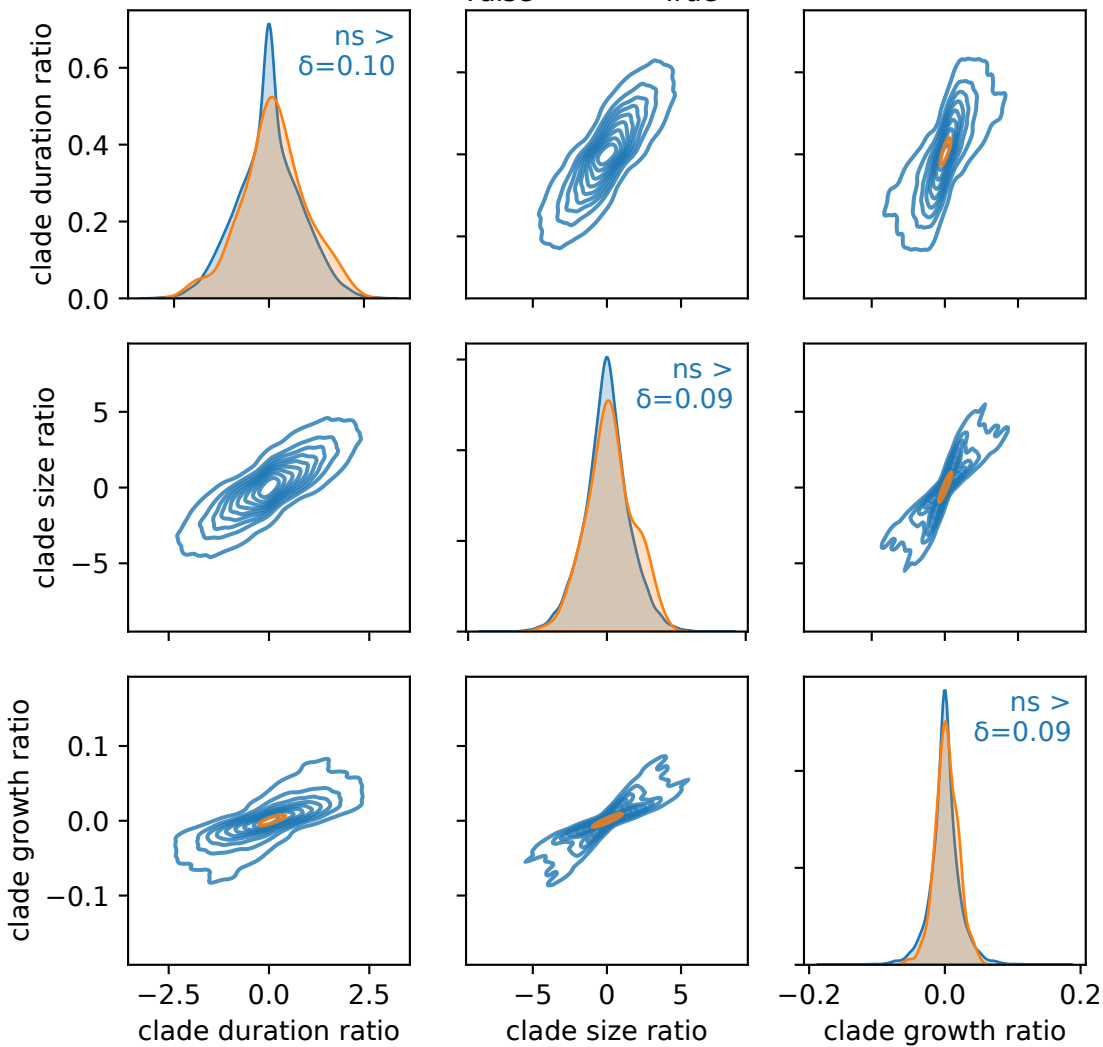 clade duration ratio
0.6
0.4
0.2
0.0
ns >
δ=0.10
clade size ratio
5
0
−5
ns >
δ=0.09
clade growth ratio
0.1
0.0
−0.1
ns >
δ=0.09
−2.5 0.0 2.5
−5 0 5
−0.2 0.0 0.2
clade duration ratio
clade size ratio
clade growth ratio